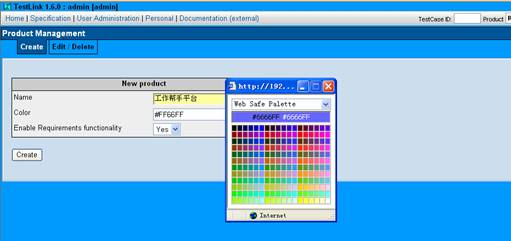 TestLink 1.6.0 : admin [admin]
Home | Specification | User Administration | Personal | Documentation (external)
TestCase ID: Product
Product Management
Create Edit / Delete
New product
Name 工作帮手平台
Color #FF66FF
Enable Requirements functionality Yes
Create
http://192...
Web Safe Palette
#6666FF #6666FF
Internet